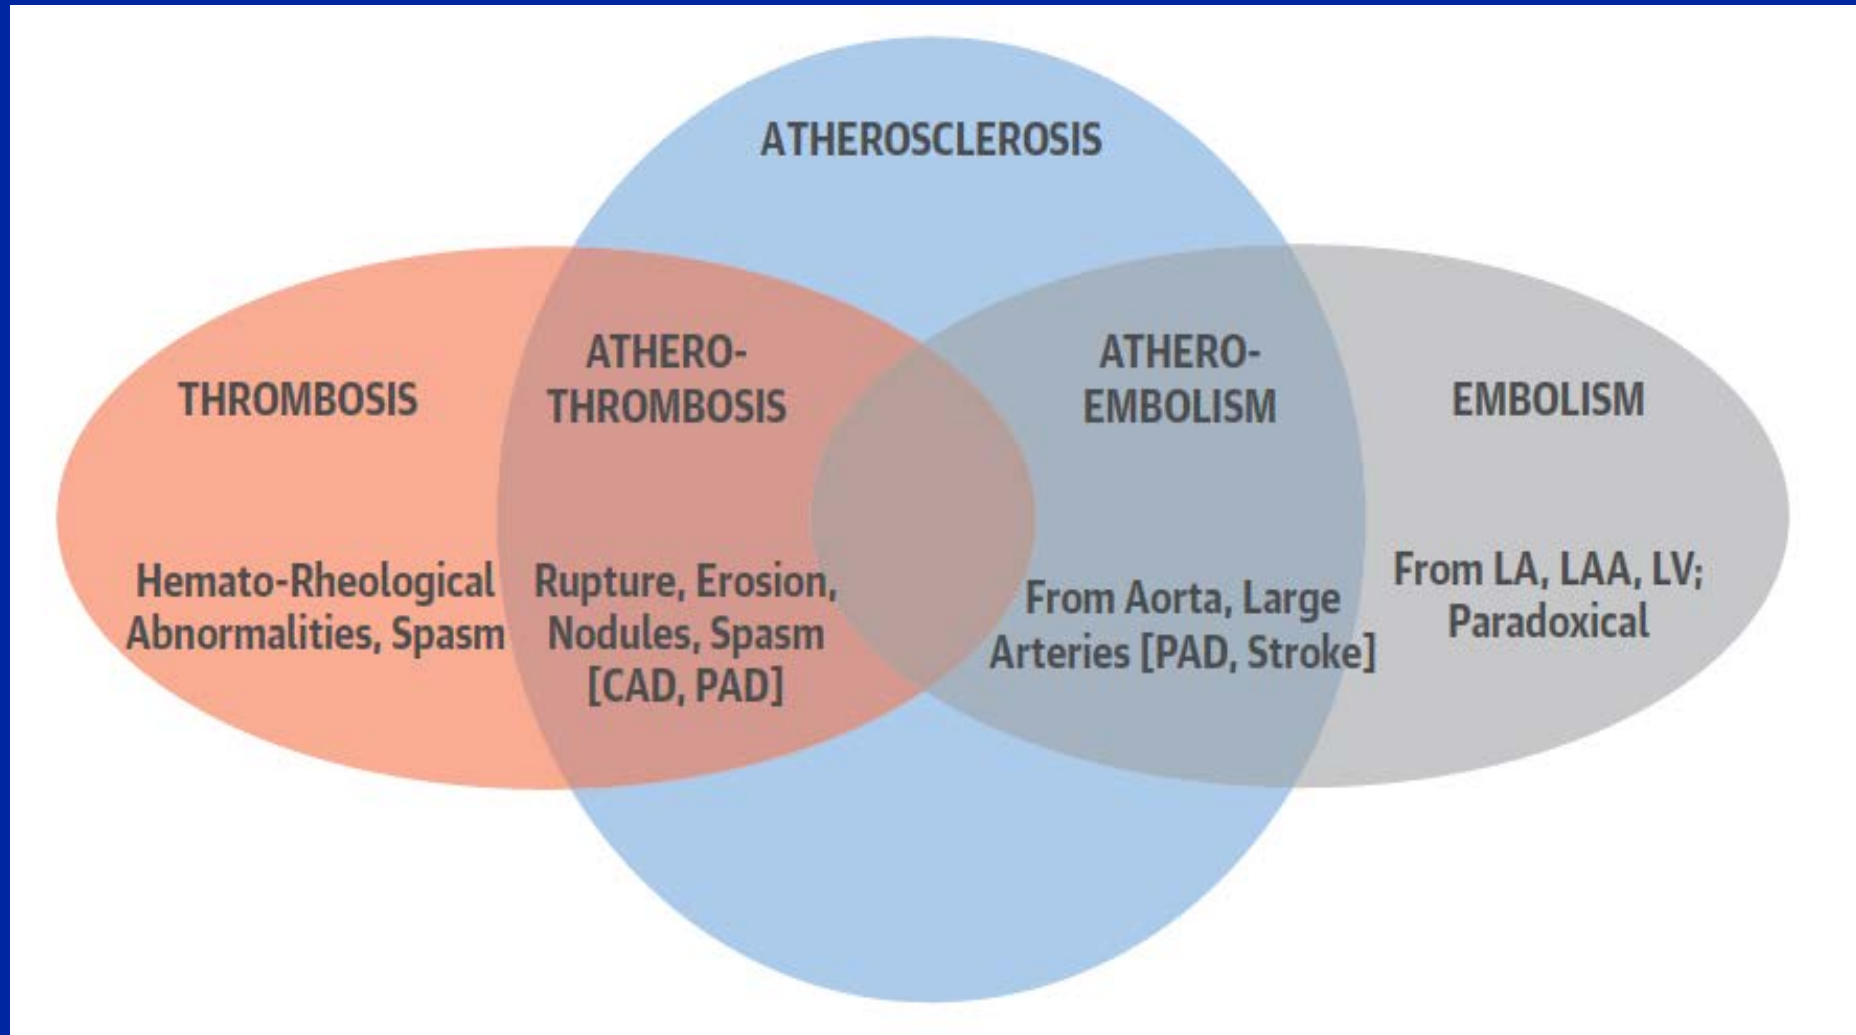 ATHEROSCLEROSIS
THROMBOSIS
Hemato-Rheological
Abnormalities, Spasm
ATHERO-
THROMBOSIS
Rupture, Erosion,
Nodules, Spasm
[CAD, PAD]
ATHERO-
EMBOLISM
From Aorta, Large
Arteries [PAD, Stroke]
EMBOLISM
From LA, LAA, LV;
Paradoxical